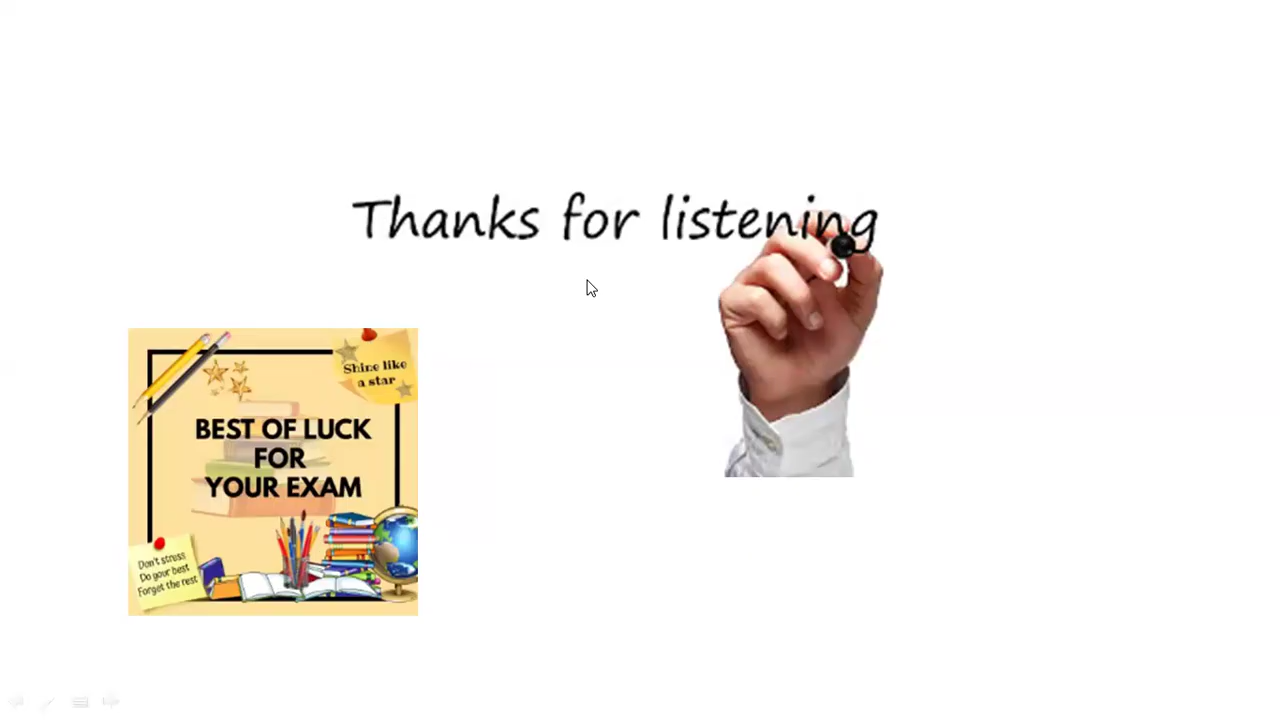 Thanks for listening
Shine like
a star
BEST OF LUCK
FOR
YOUR EXAM
Don't stress
Do your best
Forget the rest